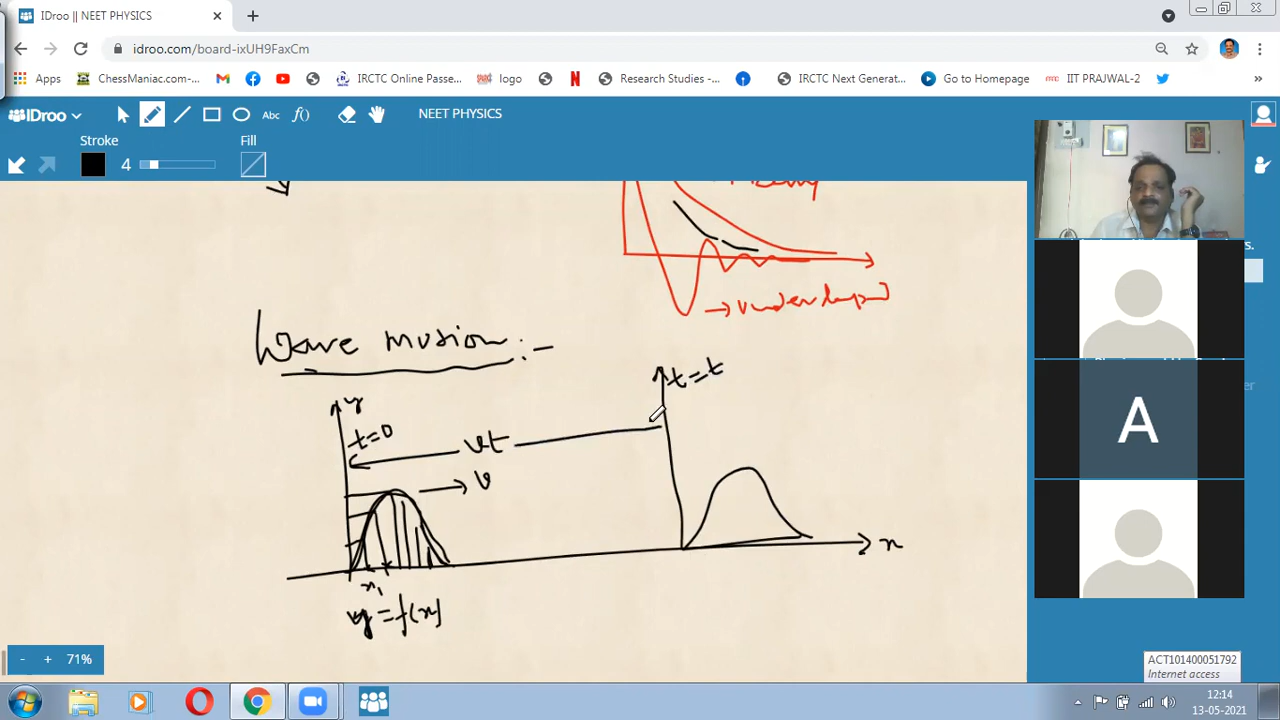 IDroo || NEET PHYSICS
idroo.com/board-ixUH9FaxCm
Apps
ChessManiac.com-...
IRCTC Online Passe...
logo
Research Studies -...
IRCTC Next Generat...
Go to Homepage
IIT PRAJWAL-2
»
IDroo
Abc
f()
NEET PHYSICS
Stroke
Fill
4
s.
Wave motion :-
y
t=0
vt
v
t=t
x
x1
y=f(x)
A
- + 71%
ACT101400051792
Internet access
12:14
13-05-2021